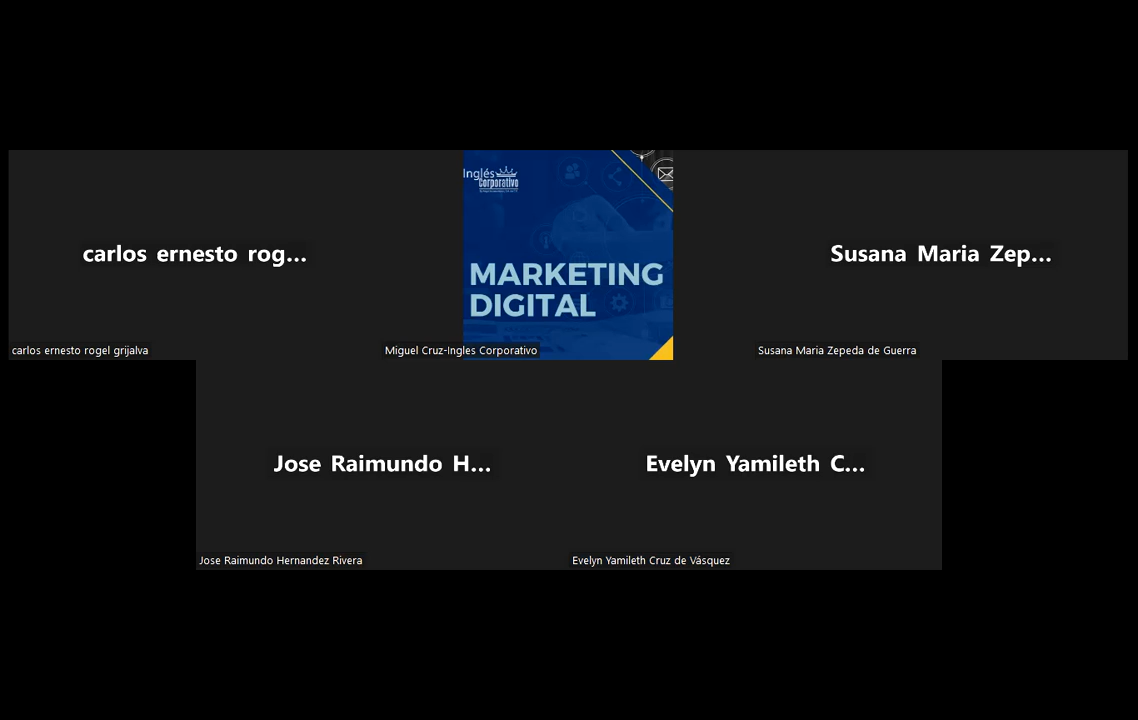 carlos ernesto rog...
carlos ernesto rogel grijalva
Inglés
Corporativo
MARKETING
DIGITAL
Miguel Cruz-Ingles Corporativo
Susana Maria Zep...
Susana Maria Zepeda de Guerra
Jose Raimundo H...
Jose Raimundo Hernandez Rivera
Evelyn Yamileth C...
Evelyn Yamileth Cruz de Vásquez